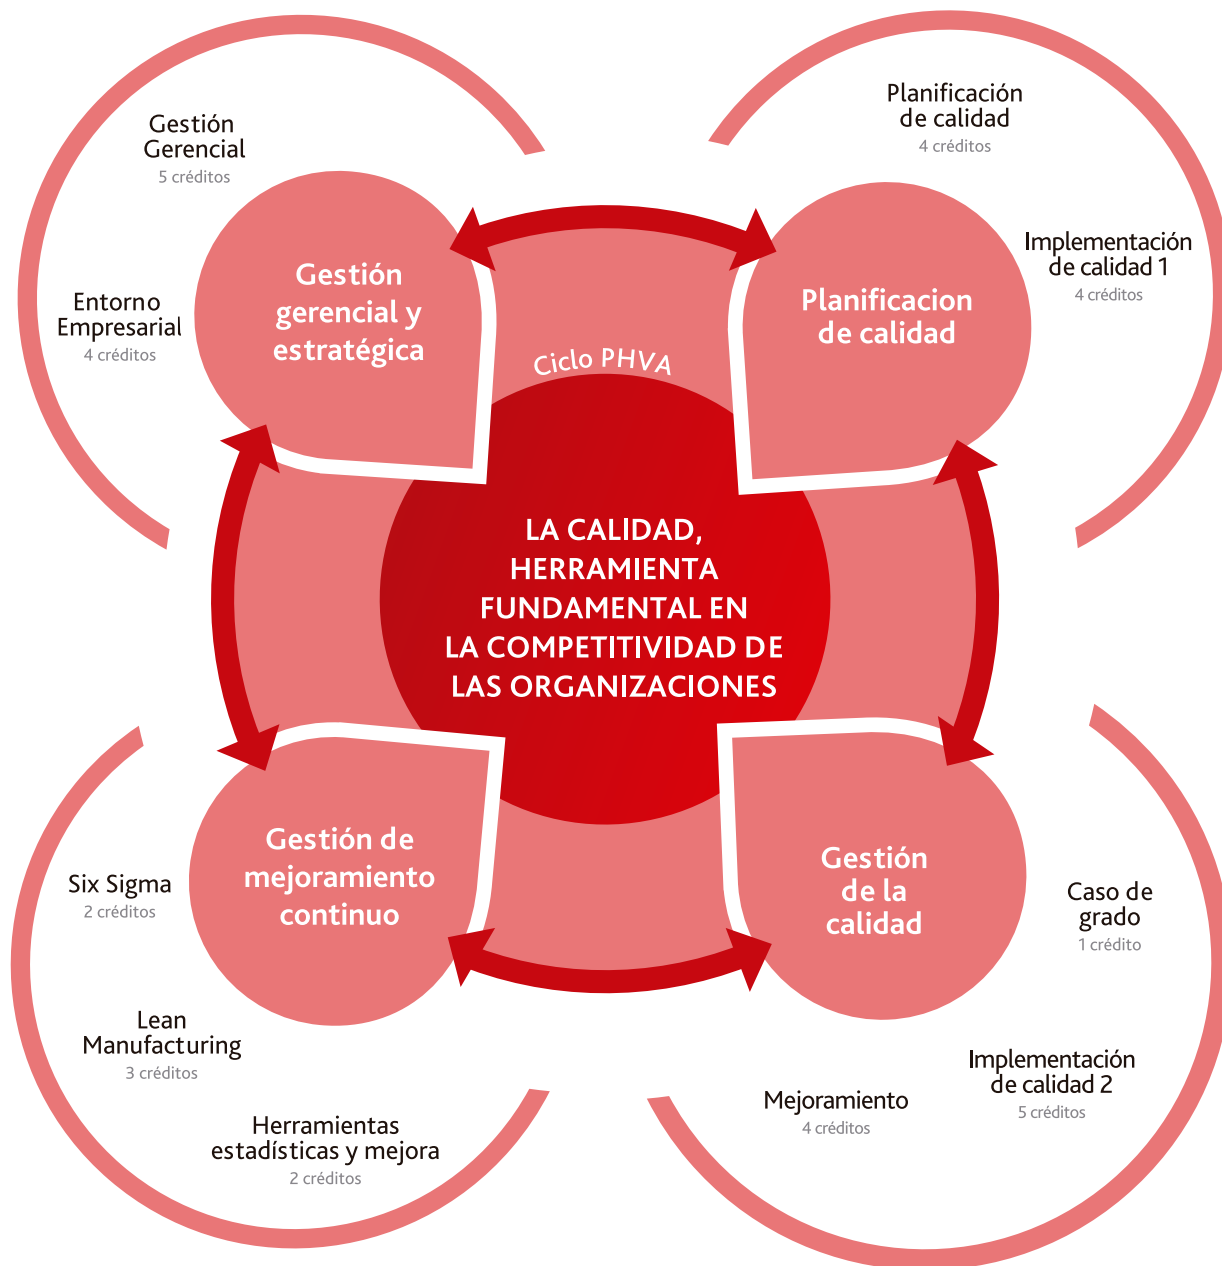 Gestión
Gerencial
5 créditos
Entorno
Empresarial
4 créditos
Gestión
gerencial y
estratégica
Planificación
de calidad
4 créditos
Implementación
de calidad 1
4 créditos
Planificacion
de calidad
Ciclo PHVA
LA CALIDAD,
HERRAMIENTA
FUNDAMENTAL EN
LA COMPETITIVIDAD DE
LAS ORGANIZACIONES
Gestión de
mejoramiento
continuo
Six Sigma
2 créditos
Lean
Manufacturing
3 créditos
Herramientas
estadísticas y mejora
2 créditos
Gestión
de la
calidad
Caso de
grado
1 crédito
Implementación
de calidad 2
5 créditos
Mejoramiento
4 créditos